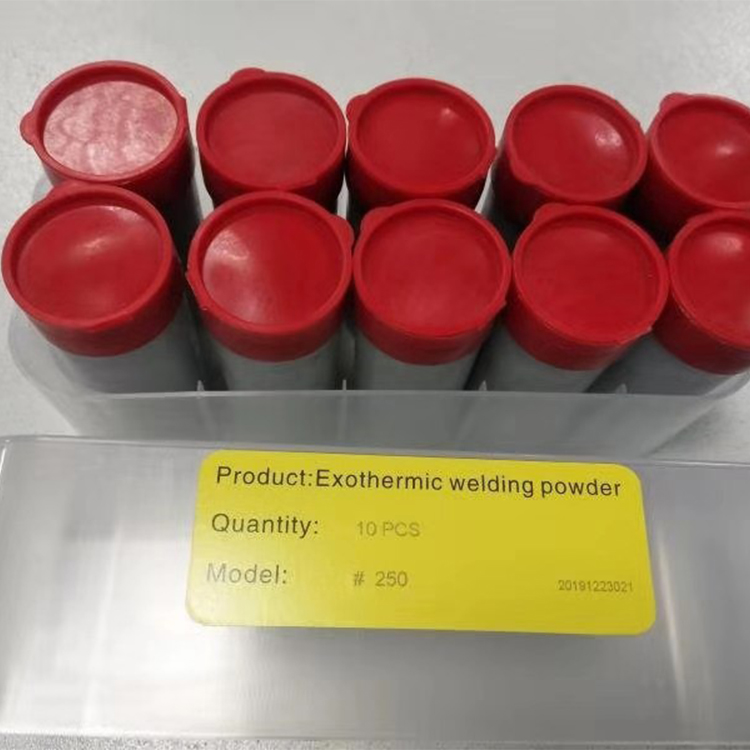 Product:Exothermic welding powder
Quantity: 10 PCS
Model: # 250
20191223021